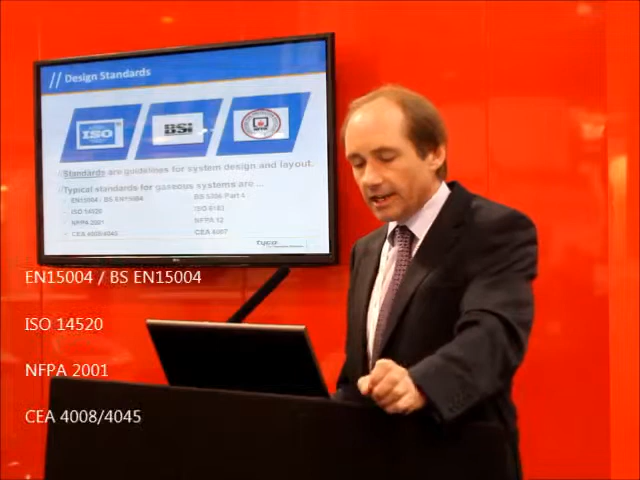 // Design Standards
ISO
BSi
Standards are guidelines for system design and layout.
Typical standards for gaseous systems are ...
EN15004 / BS EN15004
BS 5306 Part 4
ISO 14520
ISO 6183
NFPA 2001
NFPA 12
CEA 4008/4045
CEA 4007
tyco
EN15004 / BS EN15004
ISO 14520
NFPA 2001
CEA 4008/4045